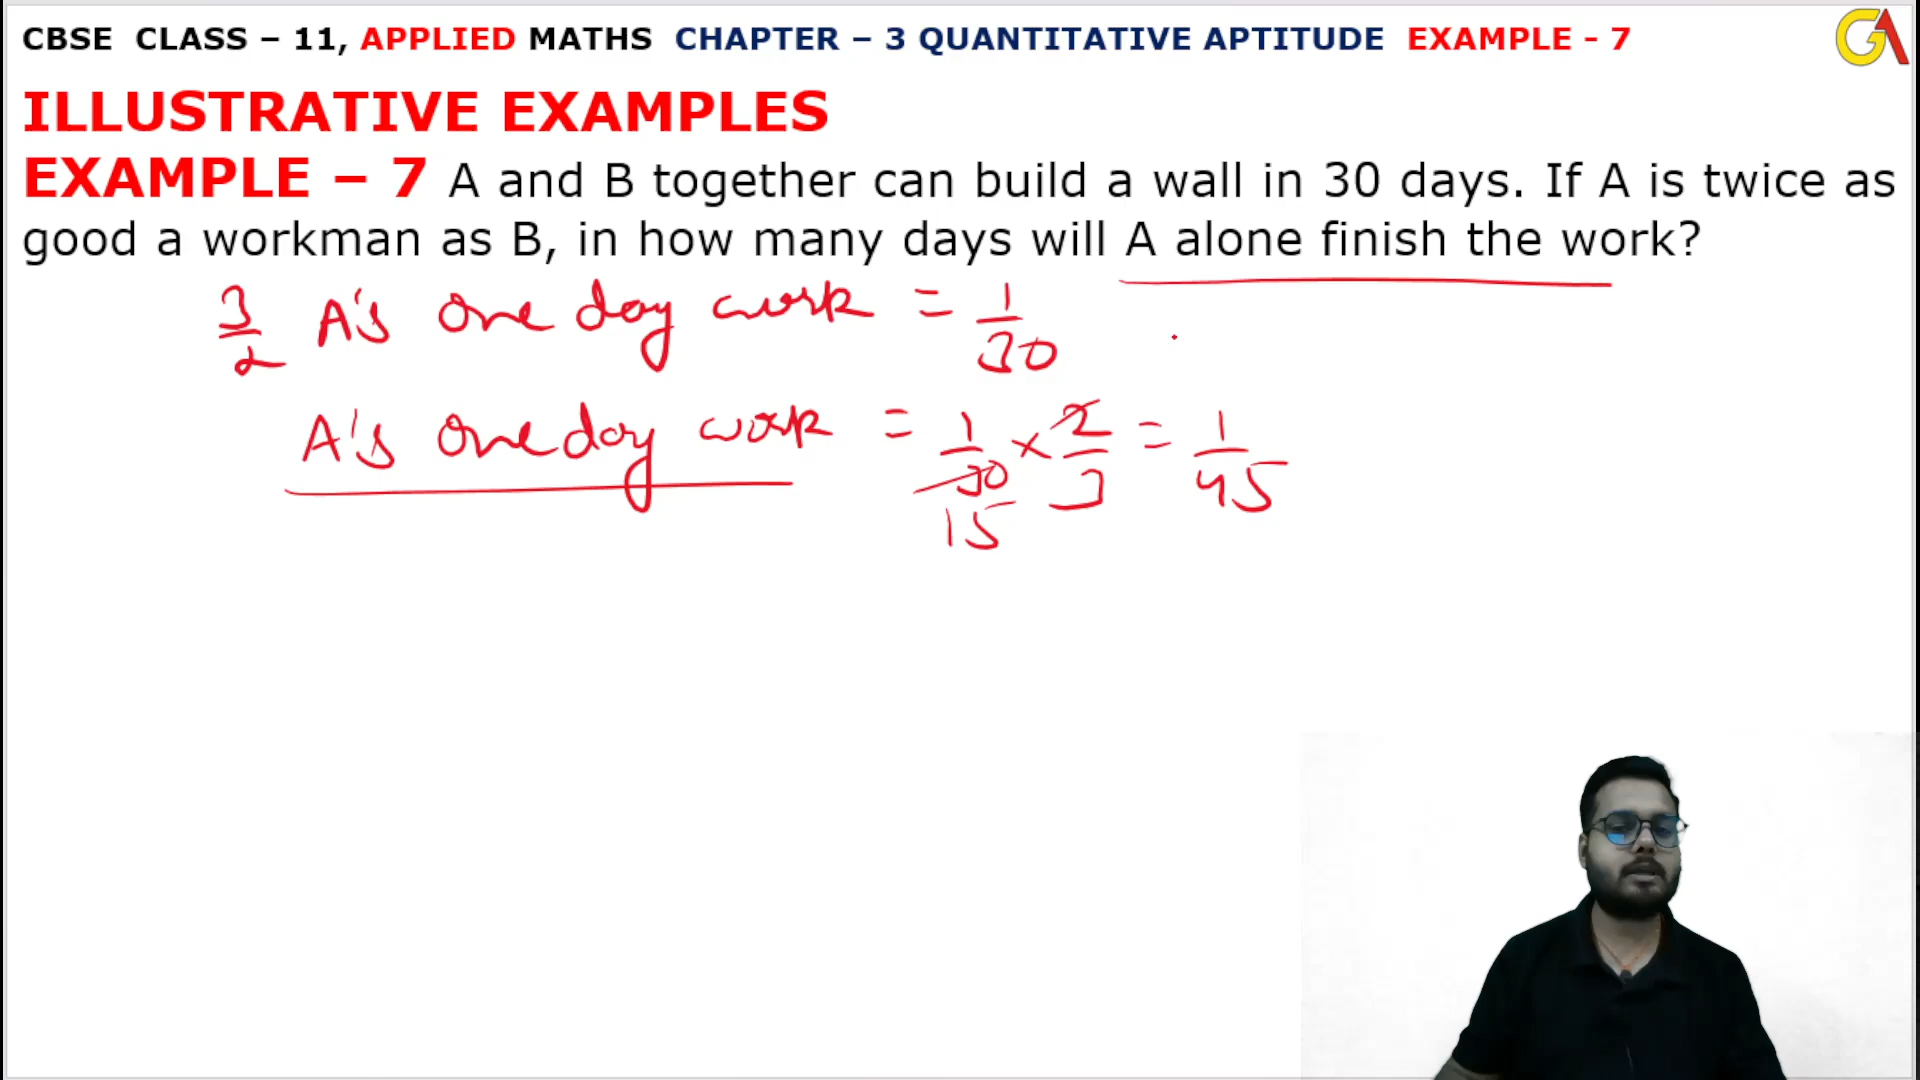 CBSE CLASS – 11, APPLIED MATHS CHAPTER – 3 QUANTITATIVE APTITUDE EXAMPLE - 7
GA
ILLUSTRATIVE EXAMPLES
EXAMPLE – 7 A and B together can build a wall in 30 days. If A is twice as
good a workman as B, in how many days will A alone finish the work?
3/2 A's one day work = 1/30
A's one day work = 1/30 × 2/3 = 1/45
15